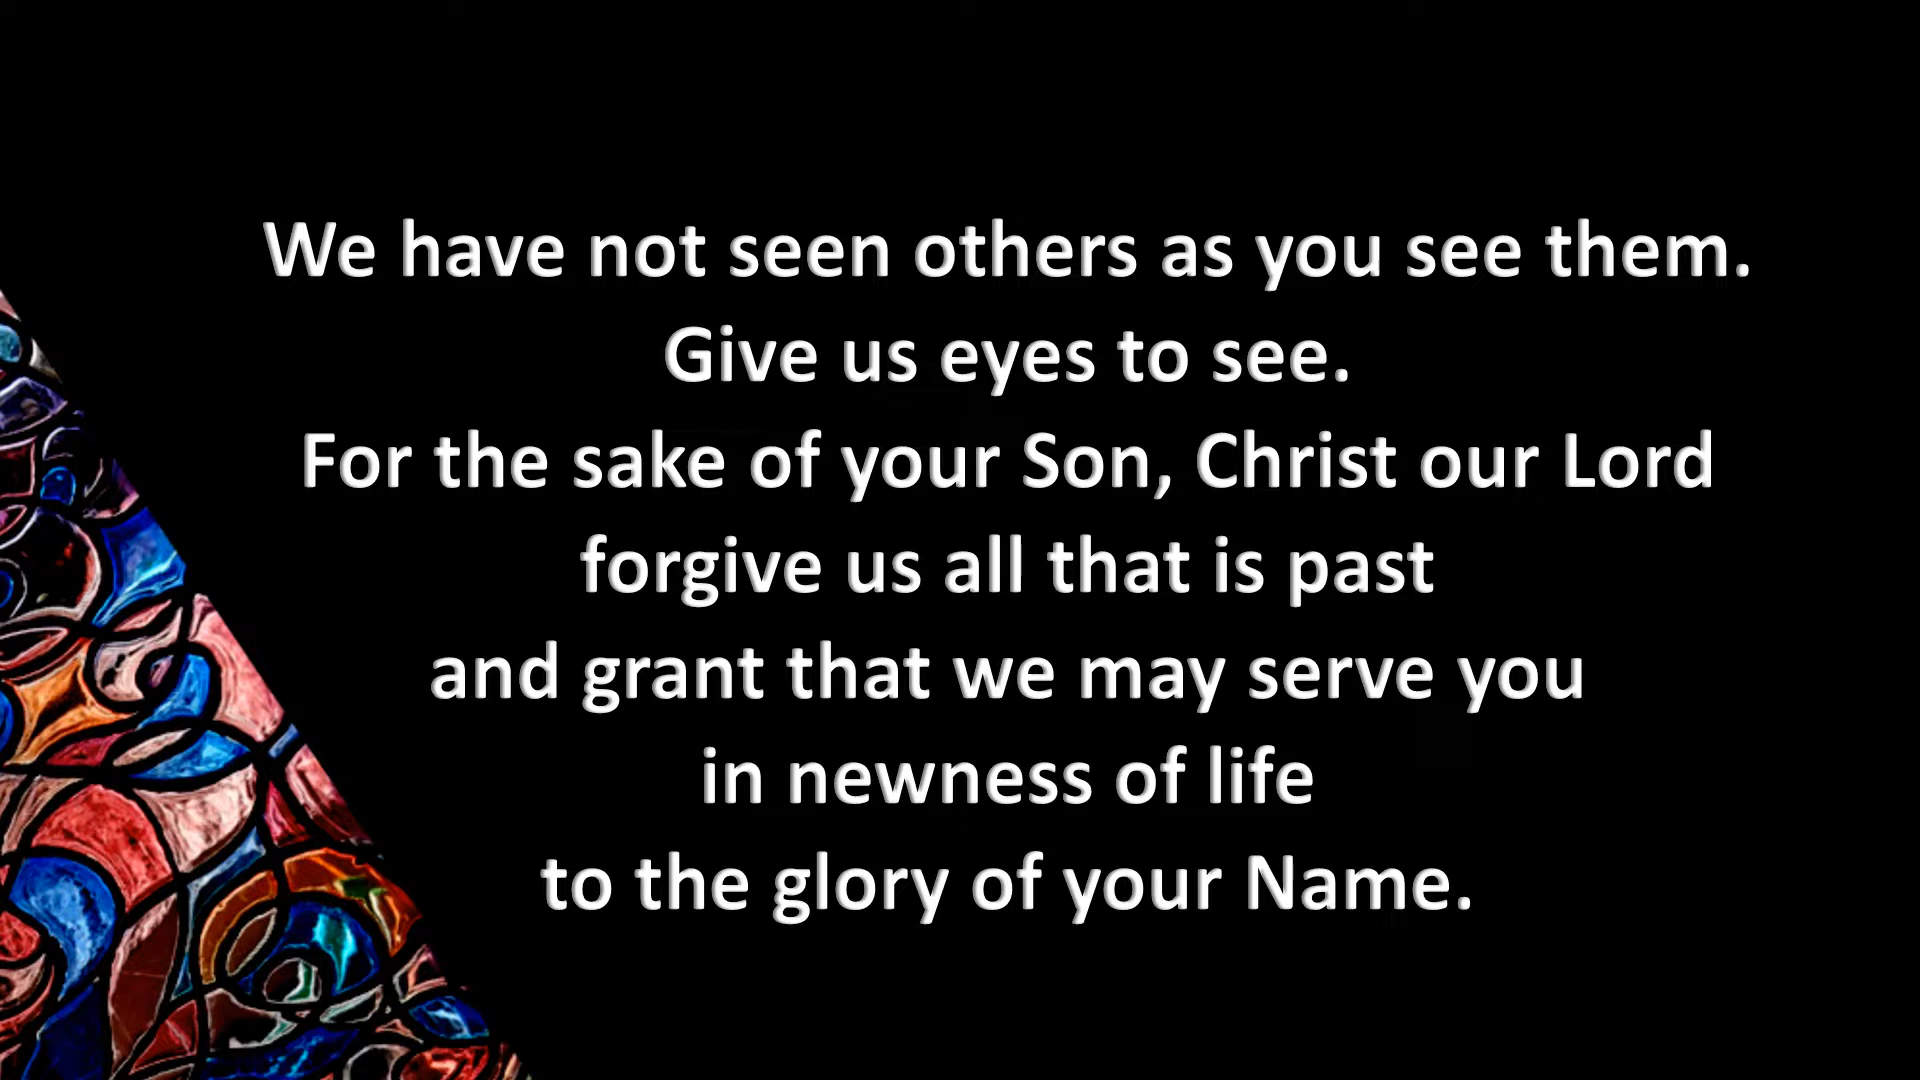 We have not seen others as you see them.
Give us eyes to see.
For the sake of your Son, Christ our Lord
forgive us all that is past
and grant that we may serve you
in newness of life
to the glory of your Name.